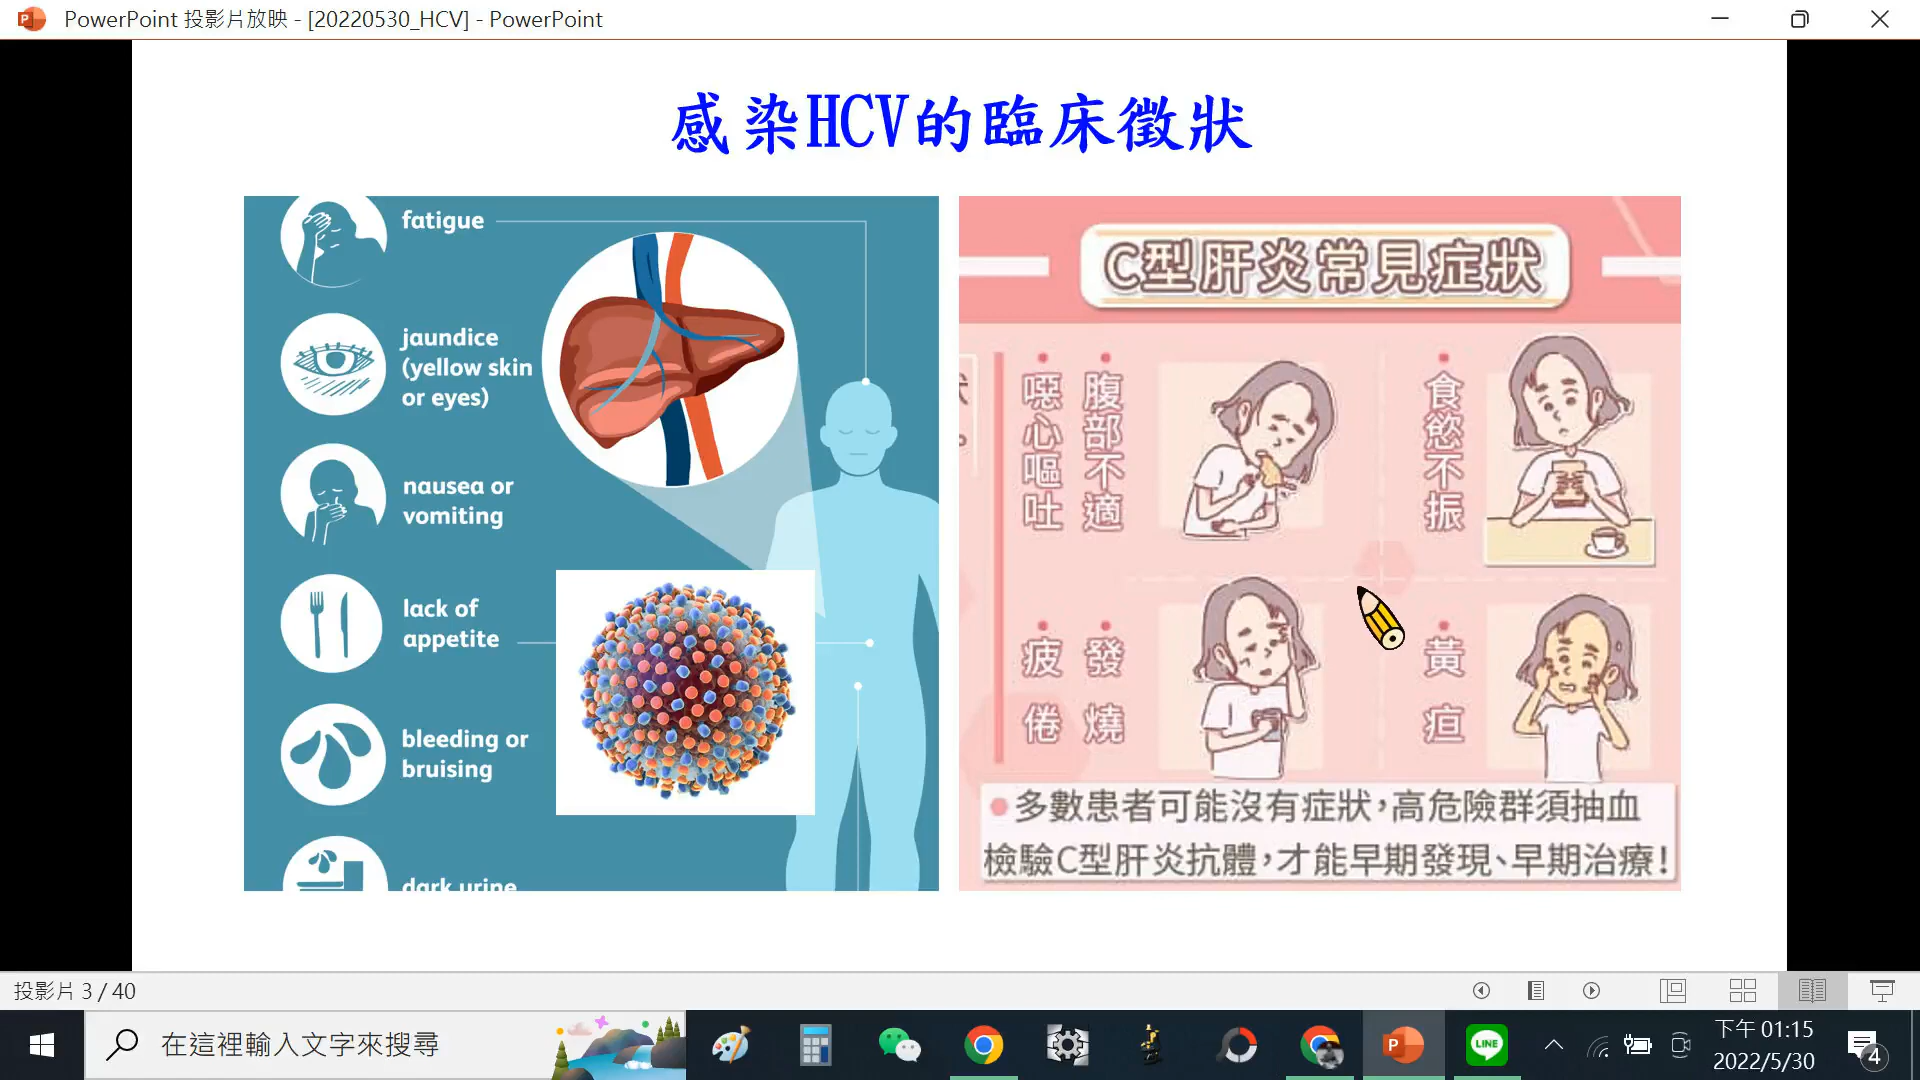 PowerPoint 投影片放映 - [20220530_HCV] - PowerPoint
感染HCV的臨床徵狀
fatigue
jaundice
(yellow skin
or eyes)
nausea or
vomiting
lack of
appetite
bleeding or
bruising
dark urine
C型肝炎常見症狀
腹部不適
噁心嘔吐
食慾不振
發燒
疲倦
黃疸
多數患者可能沒有症狀,高危險群須抽血
檢驗C型肝炎抗體,才能早期發現、早期治療!
投影片 3 / 40
在這裡輸入文字來搜尋
P
LINE
下午 01:15
2022/5/30
4